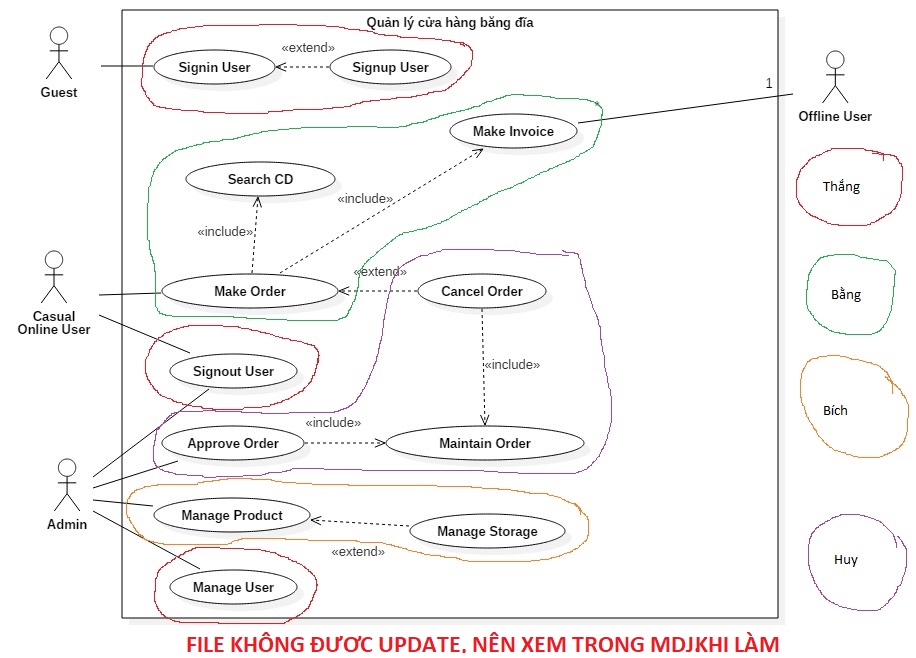 Quản lý cửa hàng băng đĩa
«extend»
Signin User
Signup User
Guest
1
Offline User
Make Invoice
Search CD
Thắng
«include»
«include»
«extend»
Make Order
Cancel Order
Bằng
Casual
Online User
Signout User
«include»
Bích
«include»
Approve Order
Maintain Order
Admin
Manage Product
Manage Storage
«extend»
Huy
Manage User
FILE KHÔNG ĐƯƠC UPDATE, NÊN XEM TRONG MDJKHI LÀM